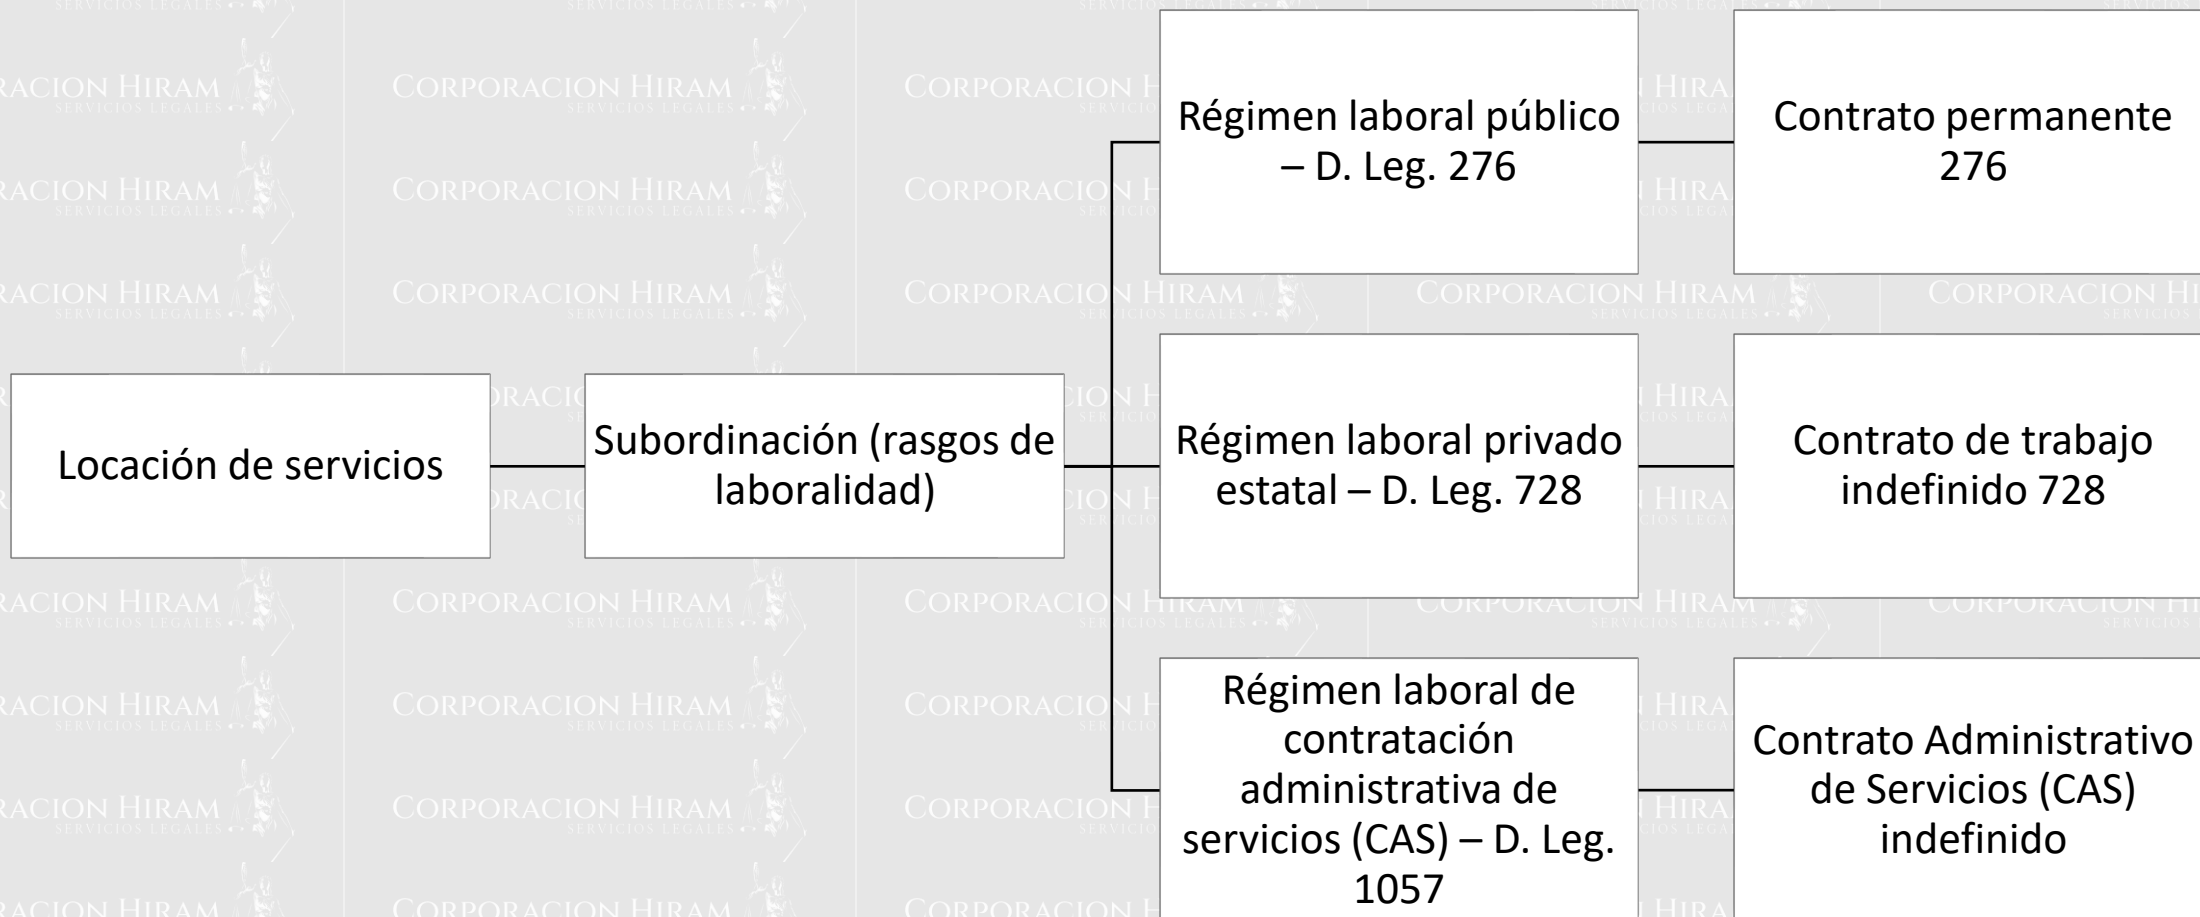 Locación de servicios
Subordinación (rasgos de
laboralidad)
Régimen laboral público
– D. Leg. 276
Contrato permanente
276
Régimen laboral privado
estatal – D. Leg. 728
Contrato de trabajo
indefinido 728
Régimen laboral de
contratación
administrativa de
servicios (CAS) – D. Leg.
1057
Contrato Administrativo
de Servicios (CAS)
indefinido
CORPORACION HIRAM
SERVICIOS LEGALES